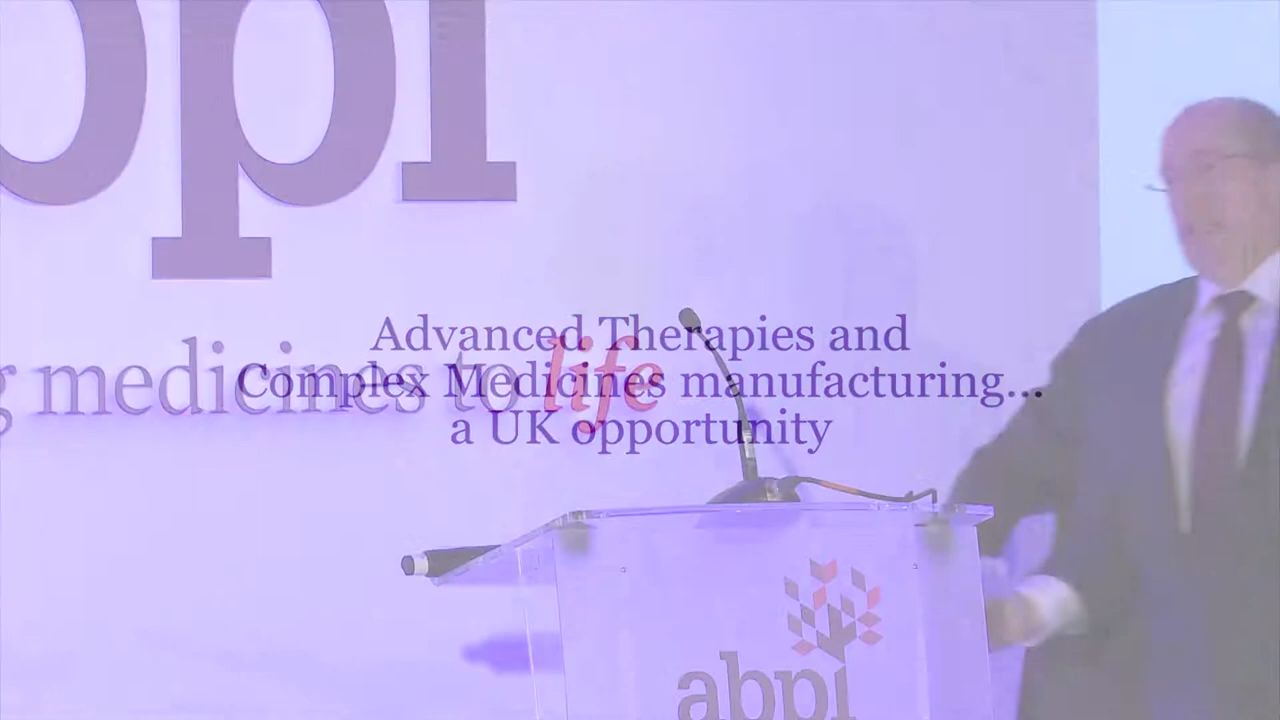 bpi
g medicines to life
Advanced Therapies and
Complex Medicines manufacturing...
a UK opportunity
abpi